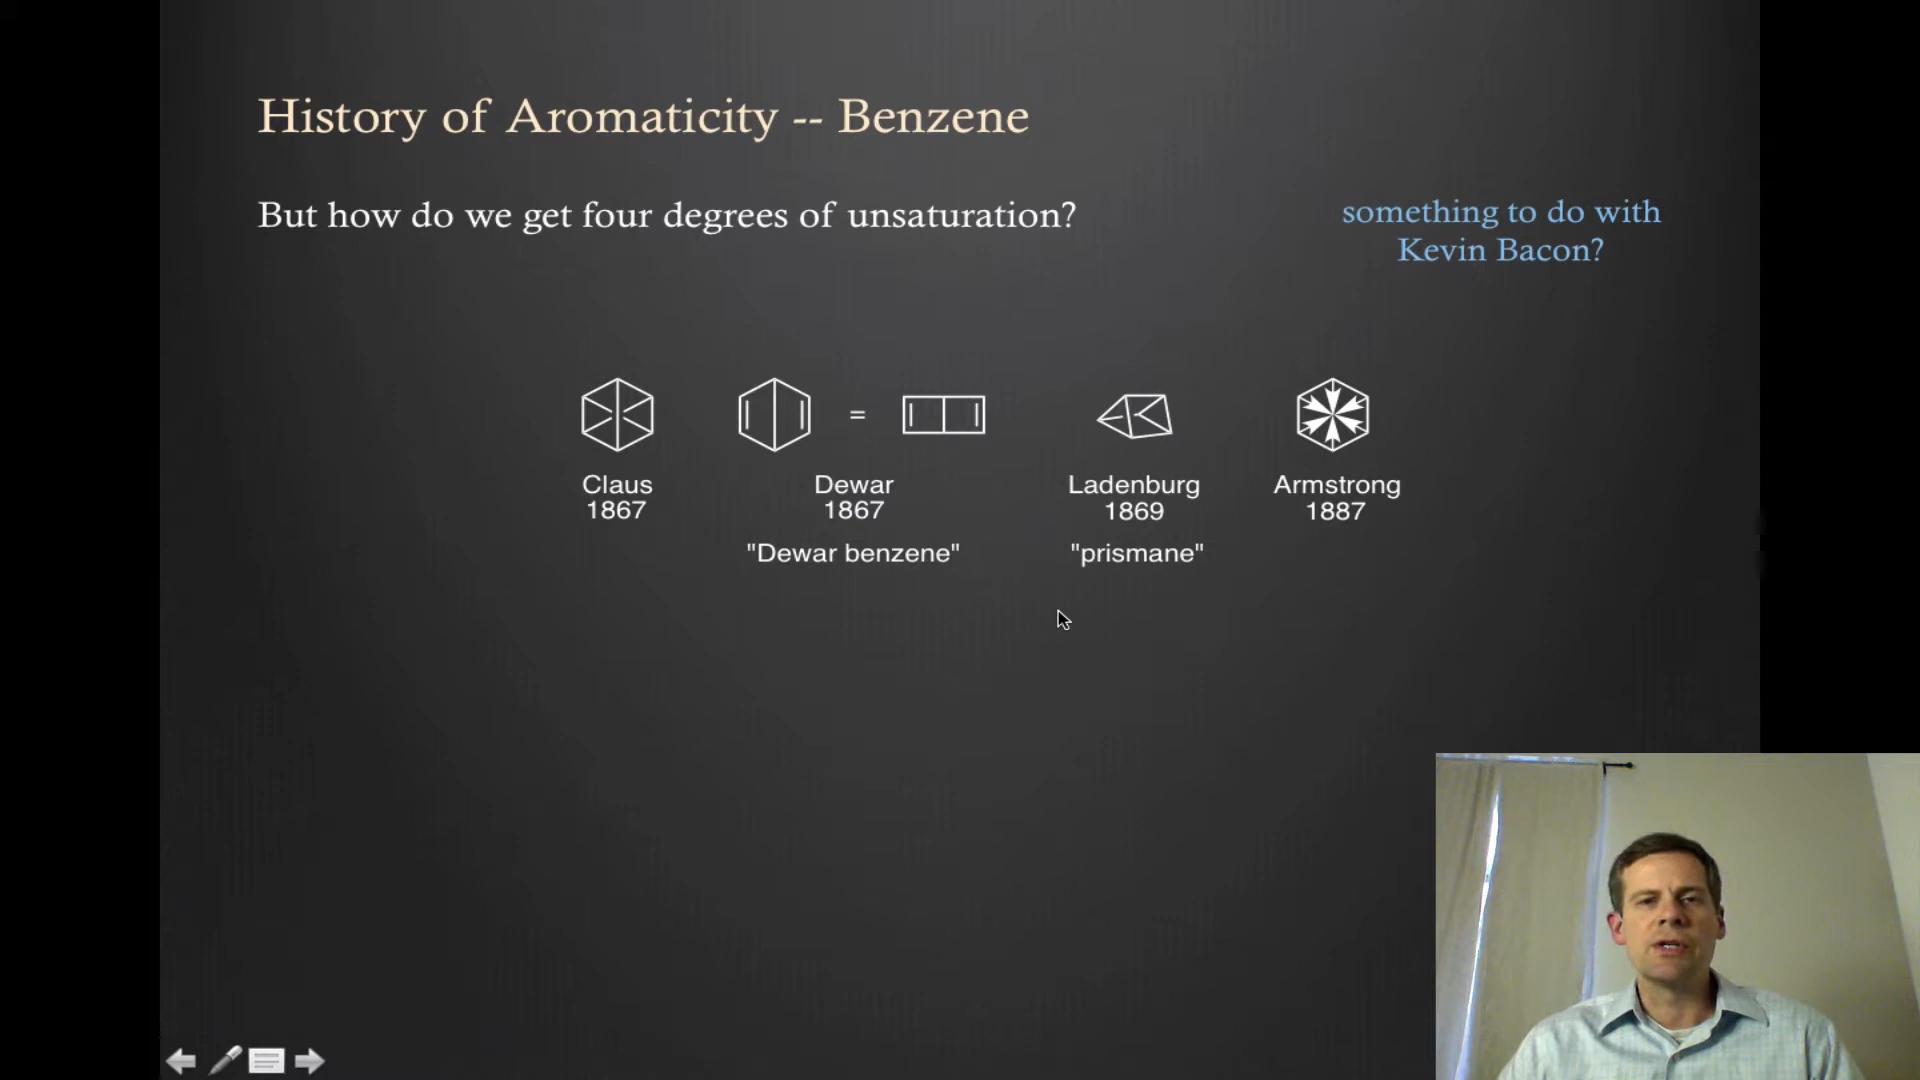 History of Aromaticity -- Benzene
But how do we get four degrees of unsaturation?
something to do with
Kevin Bacon?
=
Claus
1867
Dewar
1867
"Dewar benzene"
Ladenburg
1869
"prismane"
Armstrong
1887